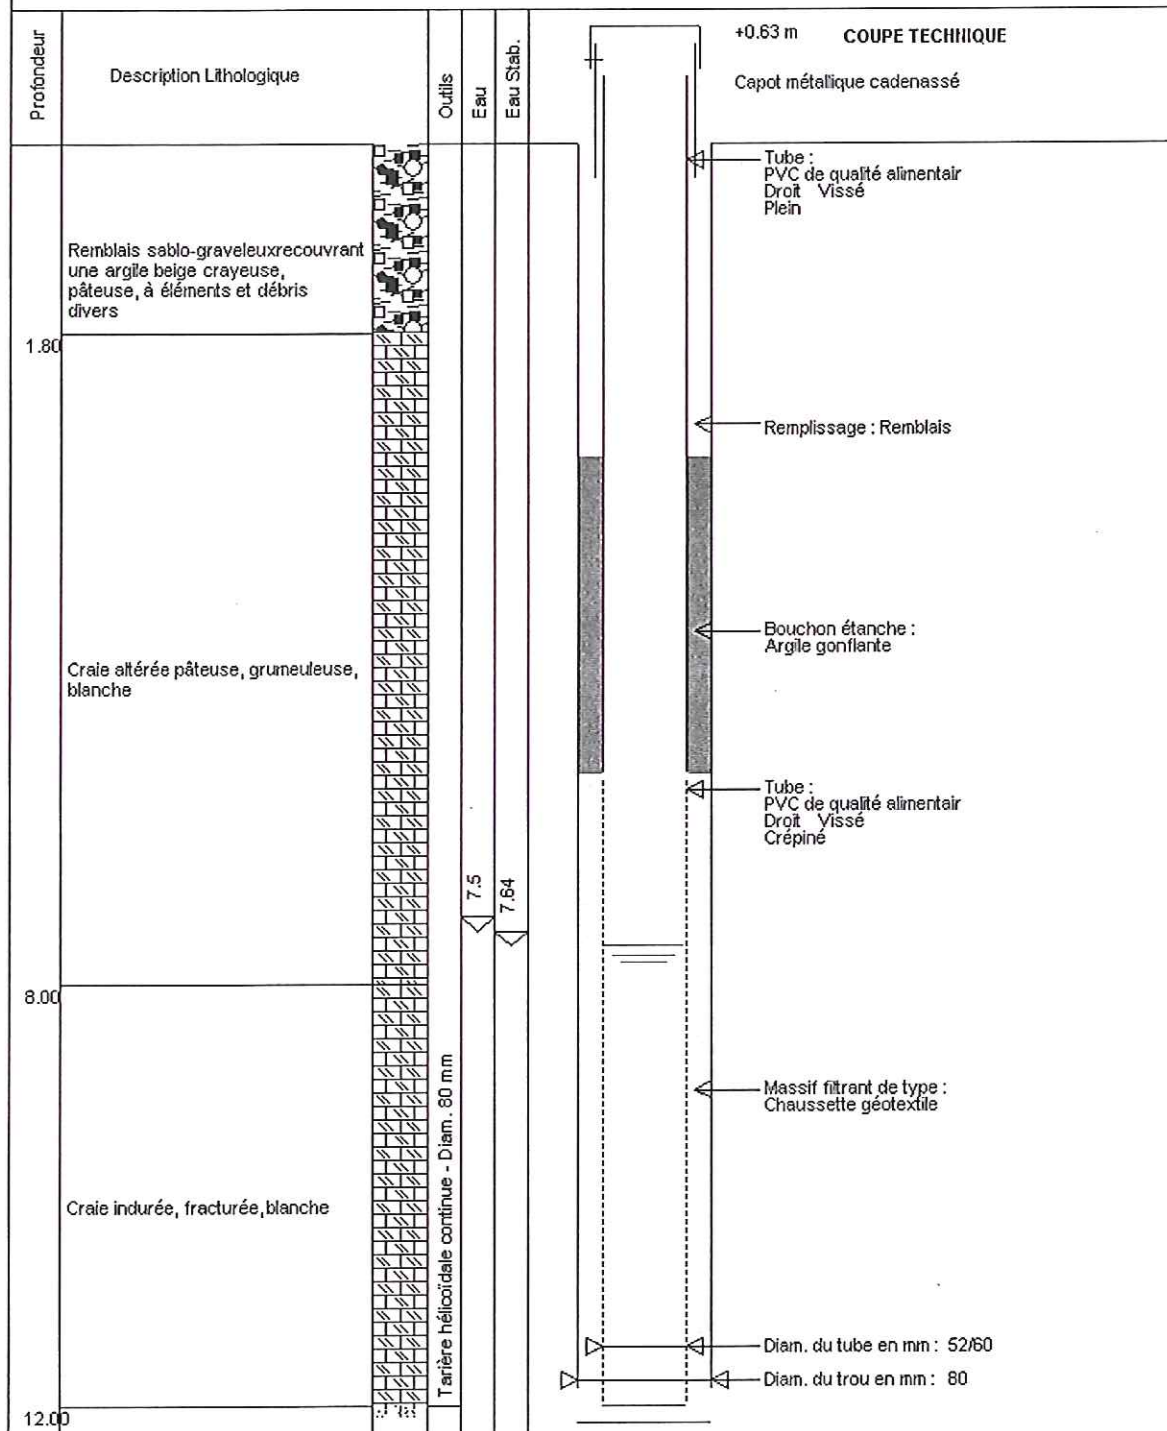 Profondeur
Description Lithologique
Outils
Eau
Eau Stab.
+0.63 m
COUPE TECHNIQUE
Capot métallique cadenassé
Tube :
PVC de qualité alimentair
Droit Vissé
Plein
Remblais sablo-graveleuxrecouvrant
une argile beige crayeuse,
pâteuse, à éléments et débris
divers
1.80
Remplissage : Remblais
Bouchon étanche :
Argile gonflante
Craie altérée pâteuse, grumeuleuse,
blanche
Tube :
PVC de qualité alimentair
Droit Vissé
Crépiné
7.5
7.64
8.00
Tarière hélicoïdale continue - Diam. 80 mm
Massif filtrant de type :
Chaussette géotextile
Craie indurée, fracturée, blanche
Diam. du tube en mm : 52/60
Diam. du trou en mm : 80
12.00